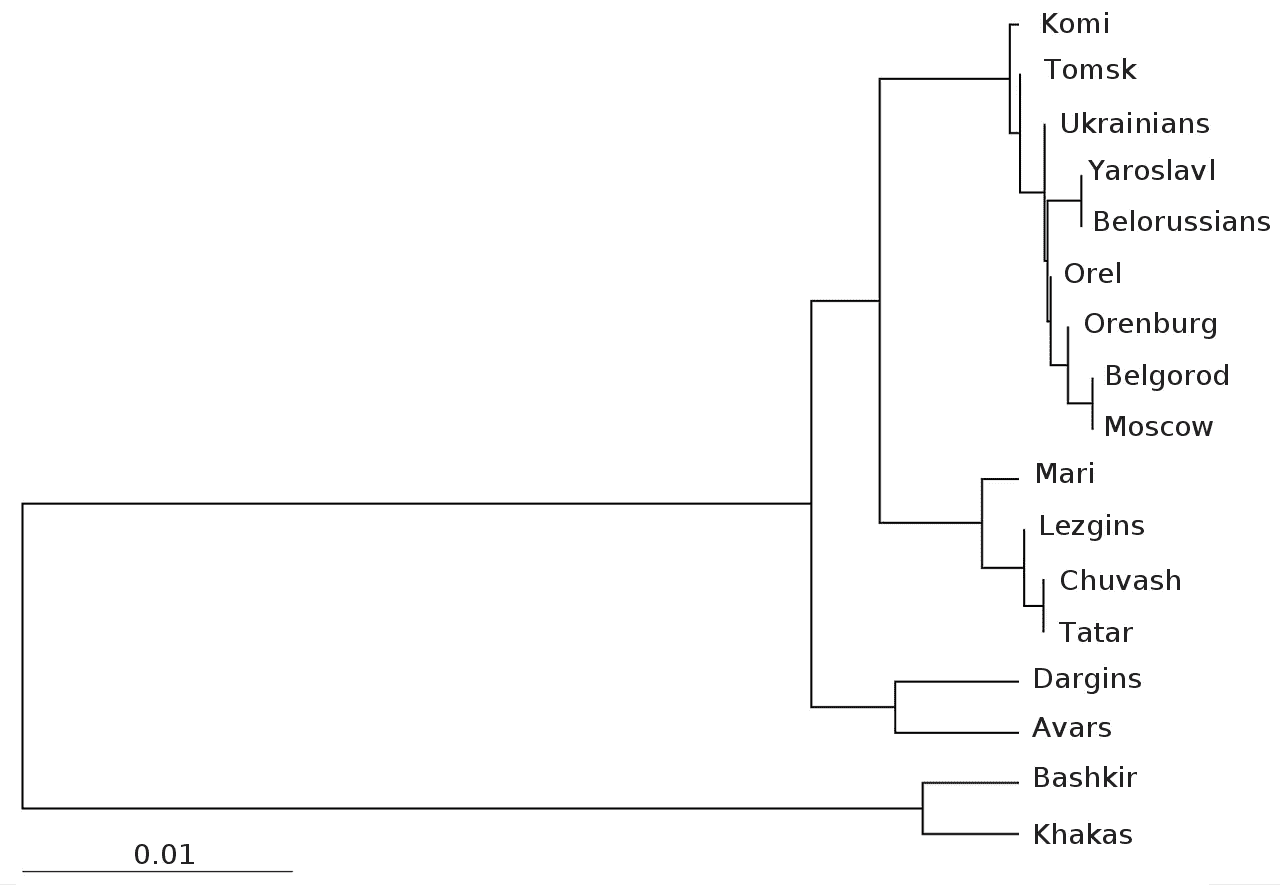 Komi
Tomsk
Ukrainians
Yaroslavl
Belorussians
Orel
Orenburg
Belgorod
Moscow
Mari
Lezgins
Chuvash
Tatar
Dargins
Avars
Bashkir
Khakas
0.01